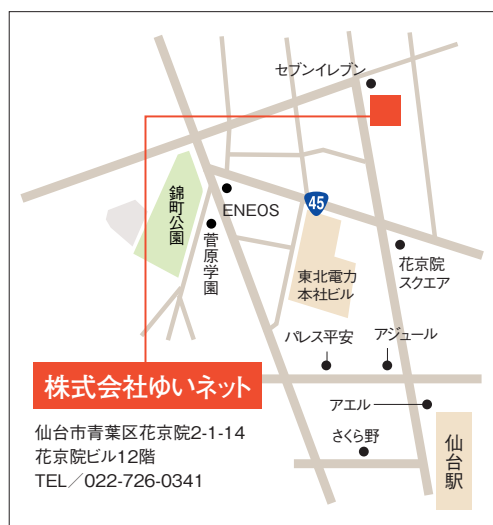 セブンイレブン
錦町公園
ENEOS
菅原学園
45
東北電力
本社ビル
花京院
スクエア
パレス平安
アジュール
株式会社ゆいネット
アエル
さくら野
仙台駅
仙台市青葉区花京院2-1-14
花京院ビル12階
TEL／022-726-0341